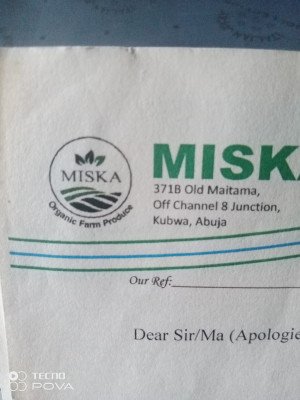 MISKA
Organic Farm Produce
MISKA
371B Old Maitama,
Off Channel 8 Junction,
Kubwa, Abuja
Our Ref:
Dear Sir/Ma (Apologie
TECNO
POVA